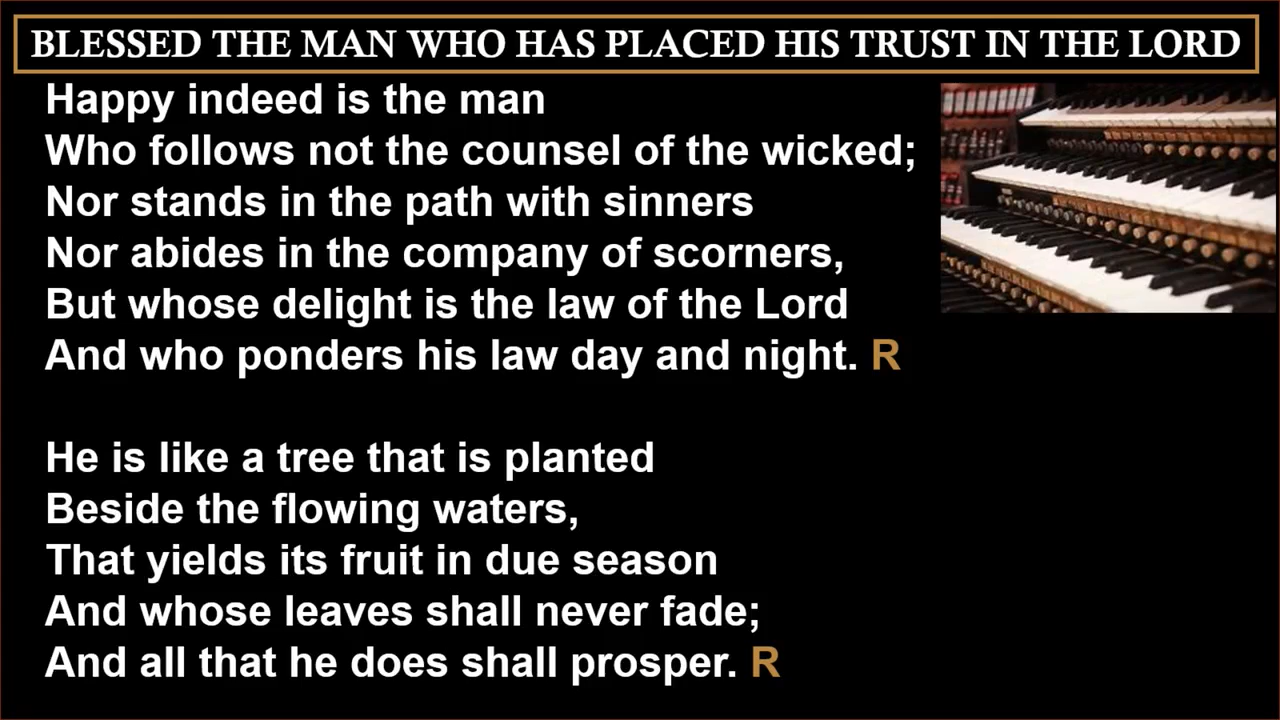 BLESSED THE MAN WHO HAS PLACED HIS TRUST IN THE LORD
Happy indeed is the man
Who follows not the counsel of the wicked;
Nor stands in the path with sinners
Nor abides in the company of scorners,
But whose delight is the law of the Lord
And who ponders his law day and night. R
He is like a tree that is planted
Beside the flowing waters,
That yields its fruit in due season
And whose leaves shall never fade;
And all that he does shall prosper. R